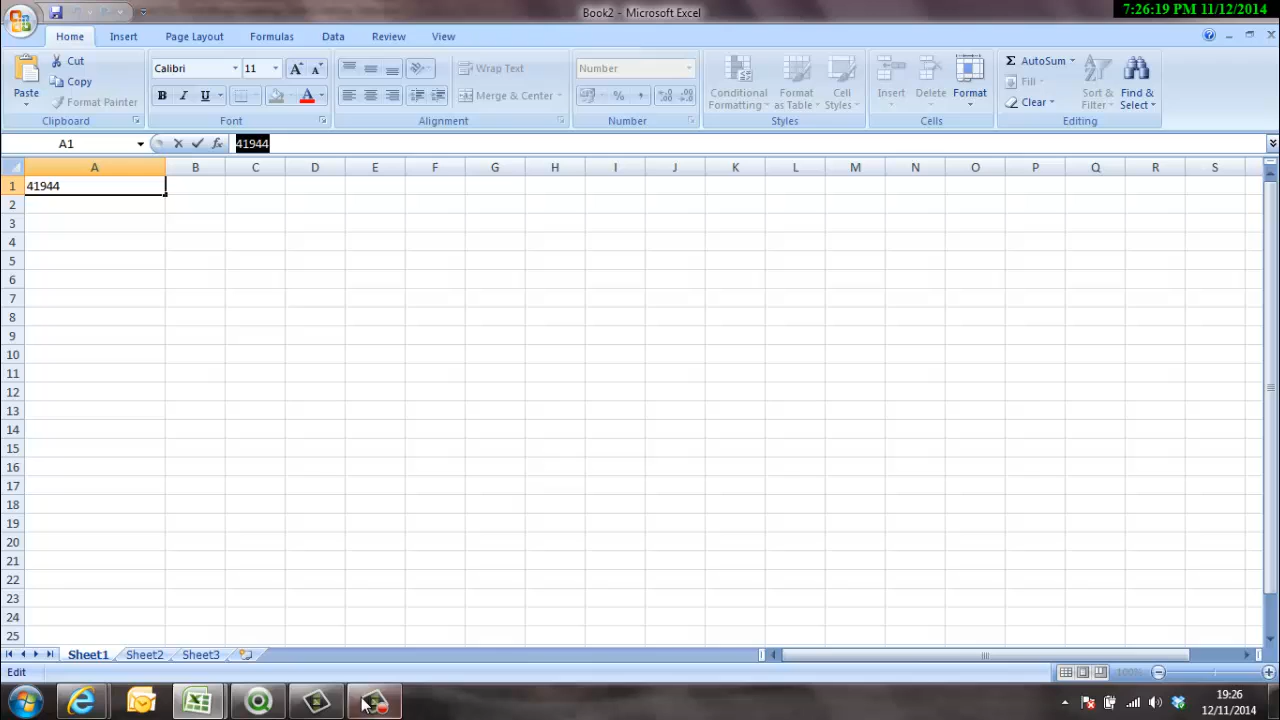 7:26:19 PM 11/12/2014
Book2 - Microsoft Excel
Home Insert Page Layout Formulas Data Review View
Paste Cut Copy Format Painter Clipboard
Calibri 11 B I U A Font
Wrap Text Merge & Center Alignment
Number % , Number
Conditional Formatting Format as Table Cell Styles Styles
Insert Delete Format Cells
Σ AutoSum Fill Clear Sort & Filter Find & Select Editing
A1 fx 41944
A B C D E F G H I J K L M N O P Q R S
1 41944
2
3
4
5
6
7
8
9
10
11
12
13
14
15
16
17
18
19
20
21
22
23
24
25
Sheet1 Sheet2 Sheet3
Edit 100%
19:26
12/11/2014